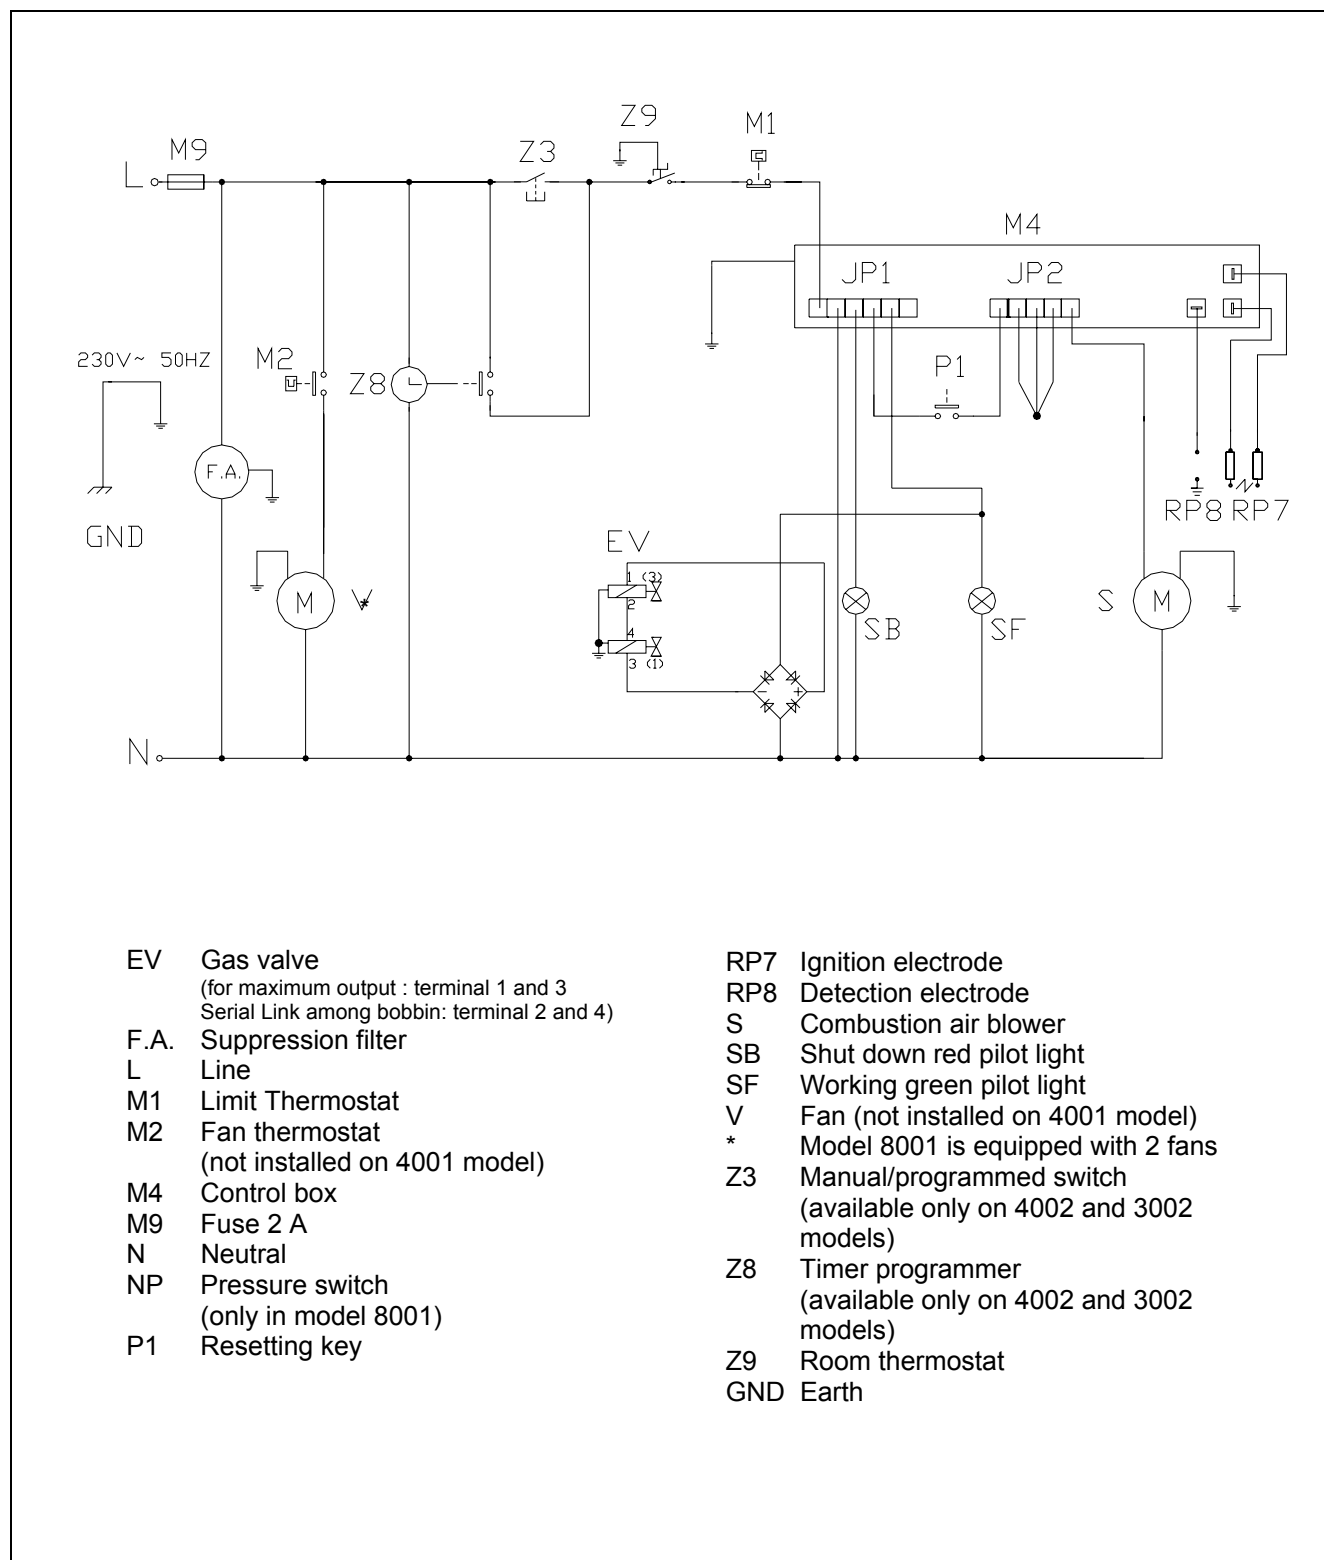 Z9
M1
M9
Z3
L
M4
JP1
JP2
230V~ 50HZ
M2
Z8
P1
F.A.
RP8 RP7
GND
EV
1 (3)
2
M
V*
4
3 (1)
SB
SF
S
M
- +
N
EV Gas valve
(for maximum output : terminal 1 and 3
Serial Link among bobbin: terminal 2 and 4)
F.A. Suppression filter
L Line
M1 Limit Thermostat
M2 Fan thermostat
(not installed on 4001 model)
M4 Control box
M9 Fuse 2 A
N Neutral
NP Pressure switch
(only in model 8001)
P1 Resetting key
RP7 Ignition electrode
RP8 Detection electrode
S Combustion air blower
SB Shut down red pilot light
SF Working green pilot light
V Fan (not installed on 4001 model)
* Model 8001 is equipped with 2 fans
Z3 Manual/programmed switch
(available only on 4002 and 3002
models)
Z8 Timer programmer
(available only on 4002 and 3002
models)
Z9 Room thermostat
GND Earth